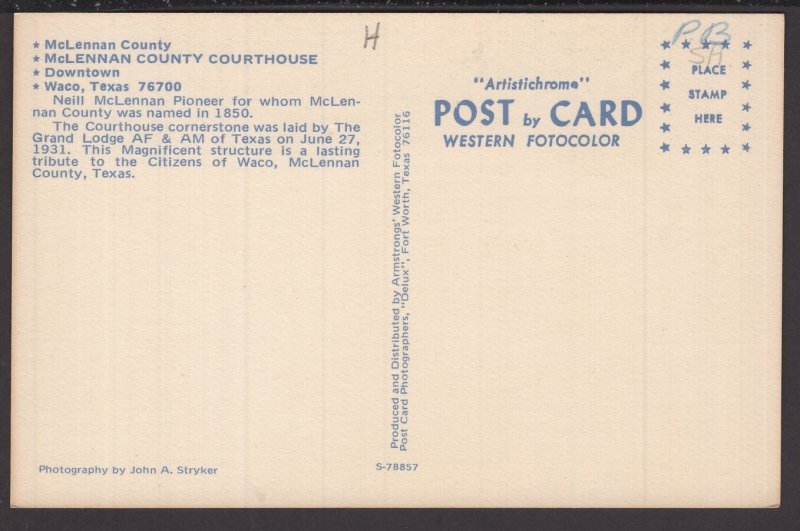 ★ McLennan County
★ McLENNAN COUNTY COURTHOUSE
★ Downtown
★ Waco, Texas 76700
Neill McLennan Pioneer for whom McLen-
nan County was named in 1850.
The Courthouse cornerstone was laid by The
Grand Lodge AF & AM of Texas on June 27,
1931. This Magnificent structure is a lasting
tribute to the Citizens of Waco, McLennan
County, Texas.
Photography by John A. Stryker
H
Produced and Distributed by Armstrongs' Western Fotocolor
Post Card Photographers, "Delux", Fort Worth, Texas 76116
S-78857
"Artistichrome"
POST by CARD
WESTERN FOTOCOLOR
PB
SH
PLACE
STAMP
HERE